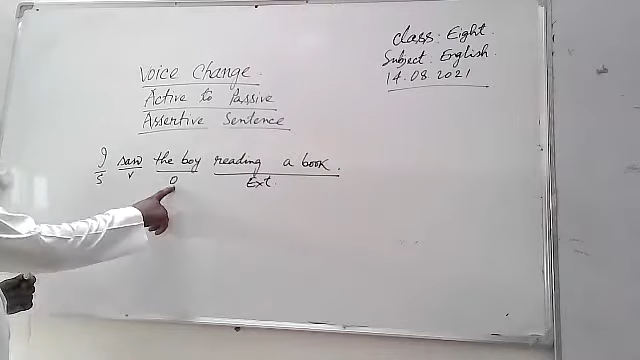 Class : Eight.
Subject : English.
14.08 2021
Voice Change.
Active to Passive
Assertive Sentence
I saw the boy reading a book.
S v O Ext.